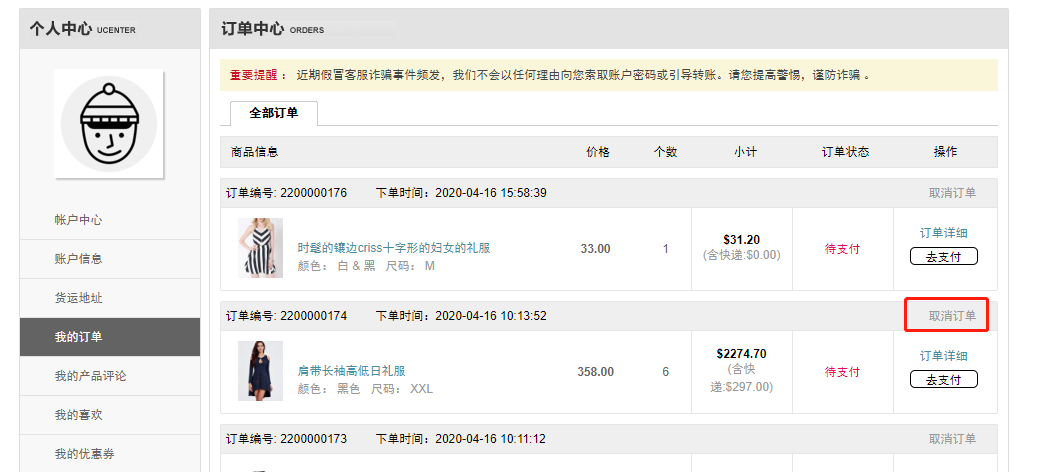 个人中心 UCENTER
帐户中心
账户信息
货运地址
我的订单
我的产品评论
我的喜欢
我的优惠券
订单中心 ORDERS
重要提醒： 近期假冒客服诈骗事件频发，我们不会以任何理由向您索取账户密码或引导转账。请您提高警惕，谨防诈骗 。
全部订单
商品信息 价格 个数 小计 订单状态 操作
订单编号: 2200000176 下单时间：2020-04-16 15:58:39 取消订单
时髦的镶边criss十字形的妇女的礼服 33.00 1 $31.20 待支付 订单详细
颜色： 白 & 黑 尺码： M (含快递:$0.00) 去支付
订单编号: 2200000174 下单时间：2020-04-16 10:13:52 取消订单
肩带长袖高低日礼服 358.00 6 $2274.70 待支付 订单详细
颜色： 黑色 尺码： XXL (含快
递:$297.00) 去支付
订单编号: 2200000173 下单时间：2020-04-16 10:11:12 取消订单